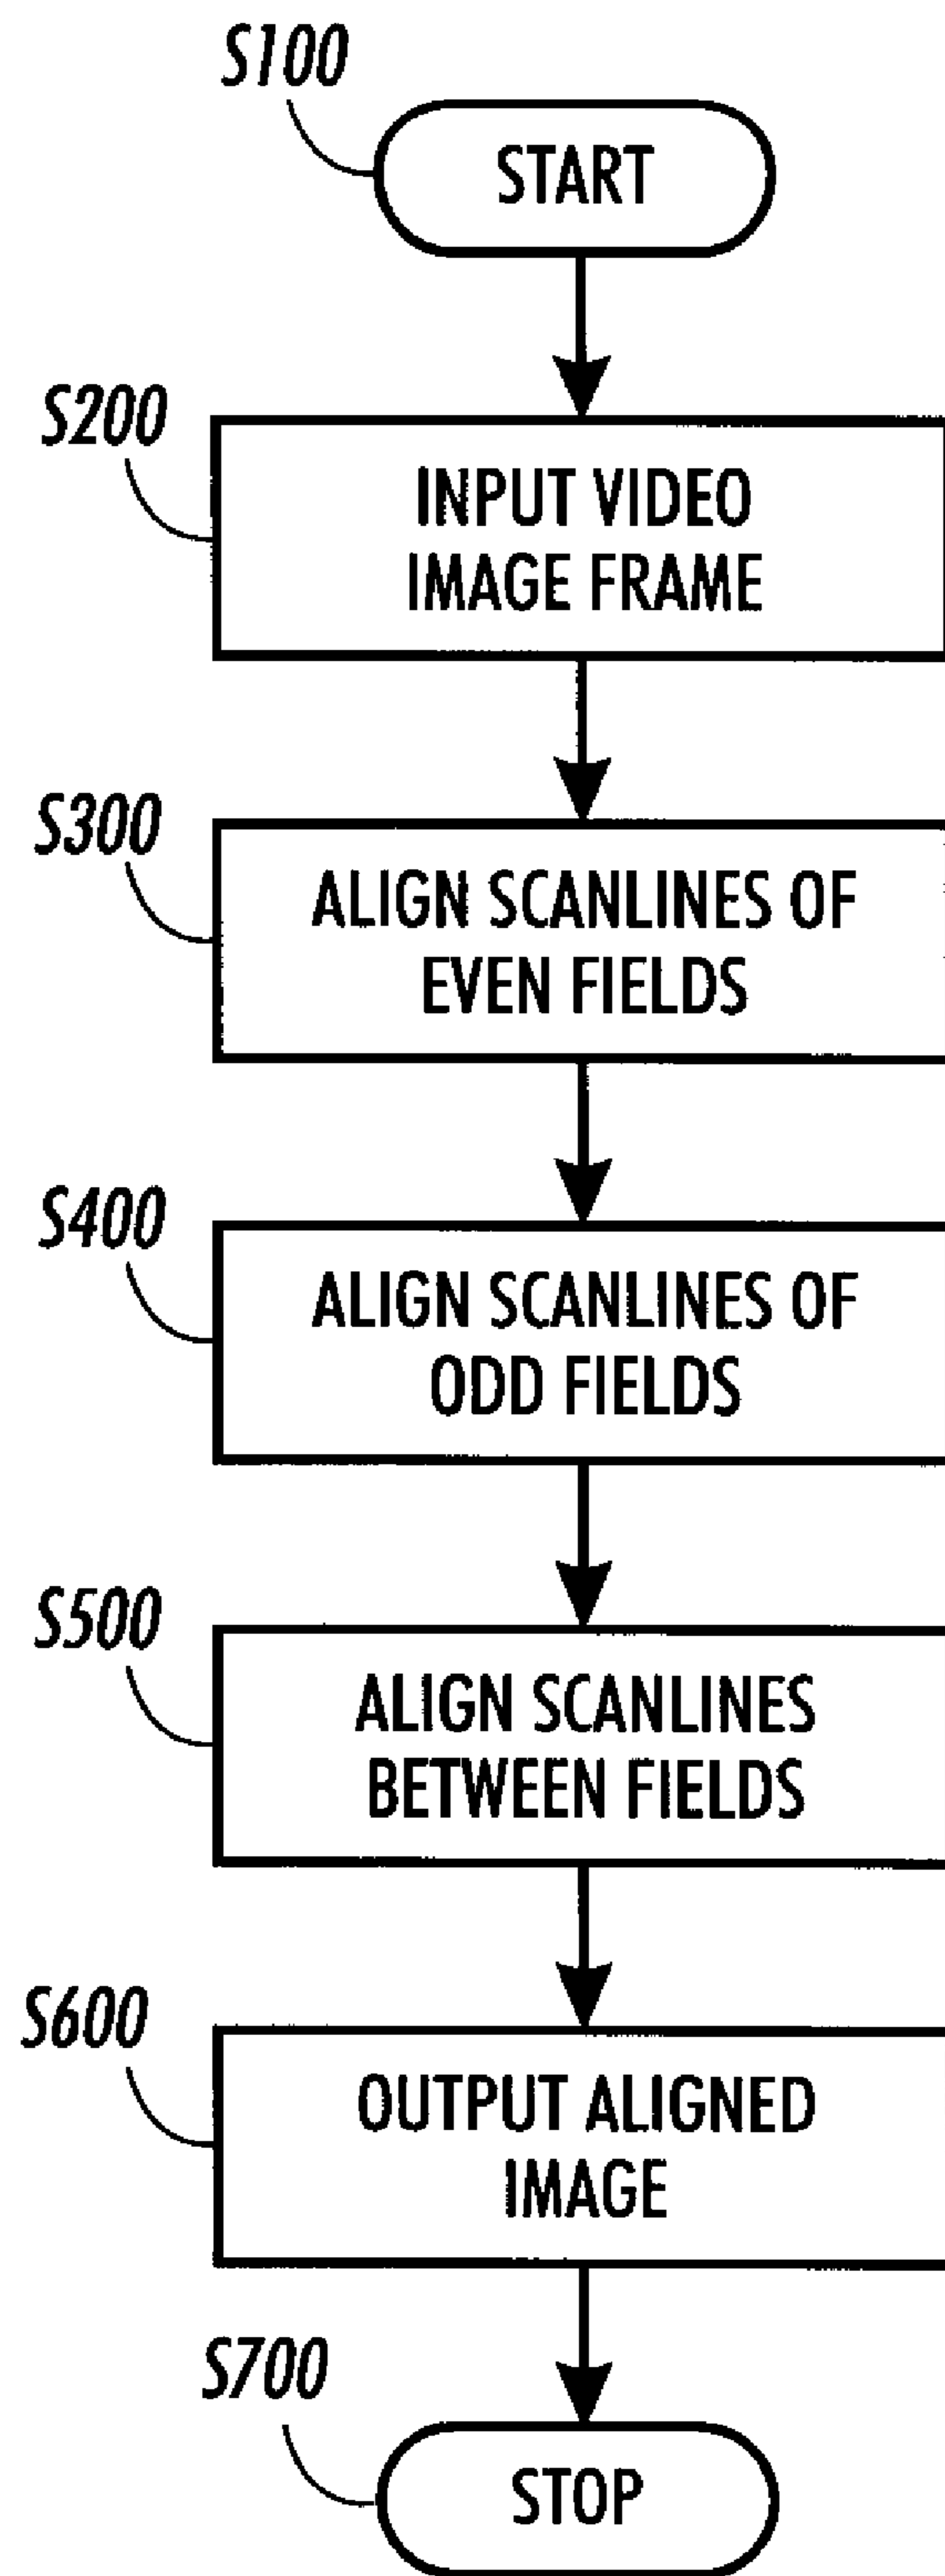 S100
START
S200
INPUT VIDEO
IMAGE FRAME
S300
ALIGN SCANLINES OF
EVEN FIELDS
S400
ALIGN SCANLINES OF
ODD FIELDS
S500
ALIGN SCANLINES
BETWEEN FIELDS
S600
OUTPUT ALIGNED
IMAGE
S700
STOP